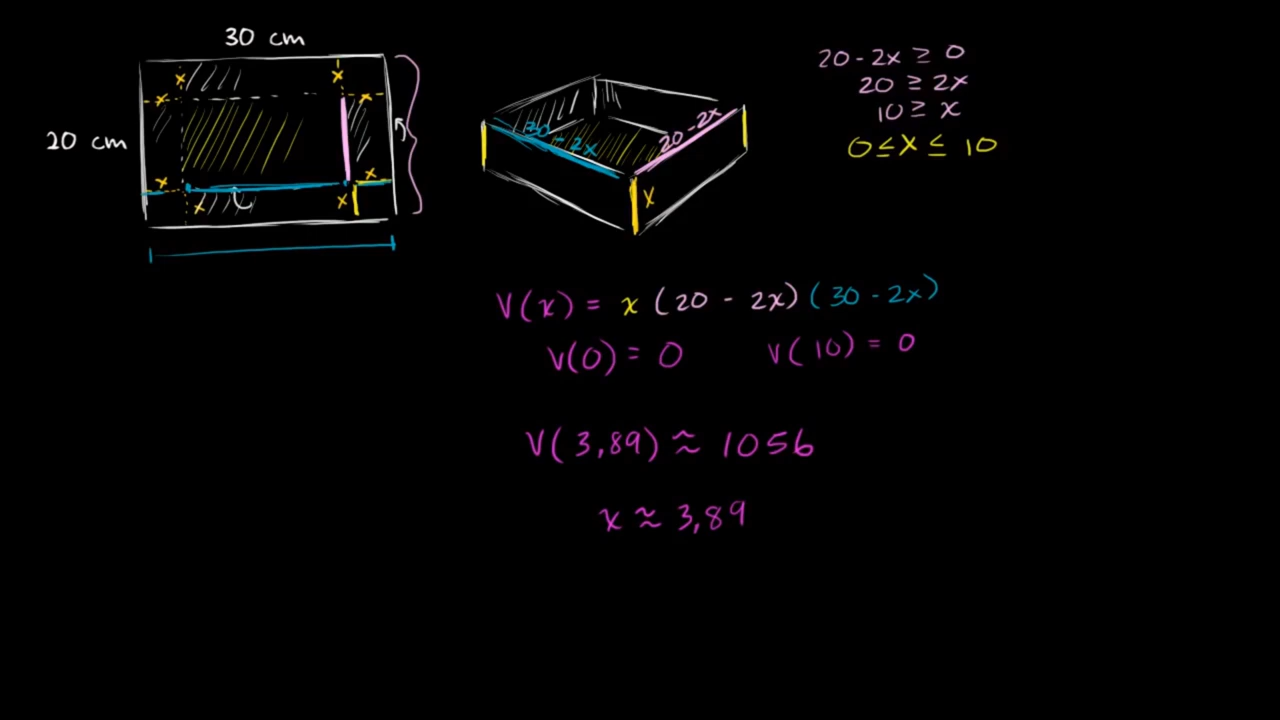 30 cm
20 cm
x
x
x
x
x
x
x
x
30 - 2x
20 - 2x
x
20 - 2x ≥ 0
20 ≥ 2x
10 ≥ x
0 ≤ x ≤ 10
V(x) = x (20 - 2x) (30 - 2x)
V(0) = 0 V(10) = 0
V(3,89) ≈ 1056
x ≈ 3,89